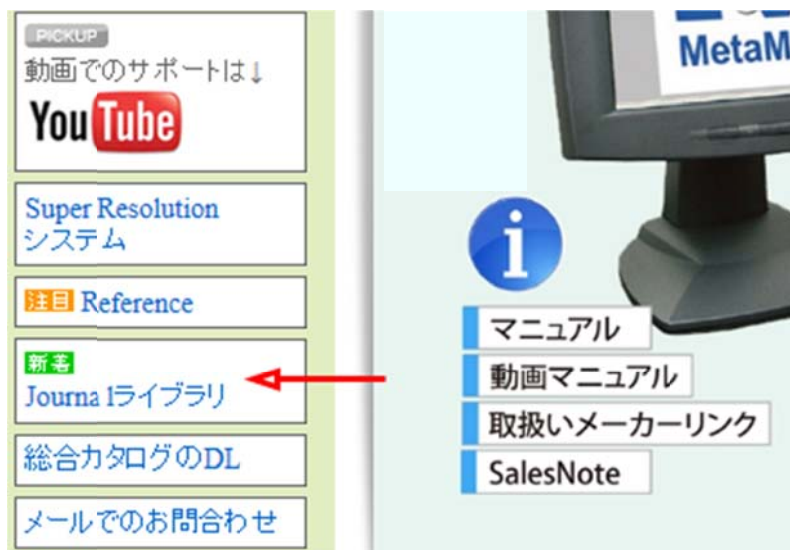 PICKUP
動画でのサポートは↓
YouTube
Super Resolution
システム
注目 Reference
新着
Journa lライブラリ
総合カタログのDL
メールでのお問合わせ
MetaM
i
マニュアル
動画マニュアル
取扱いメーカーリンク
SalesNote